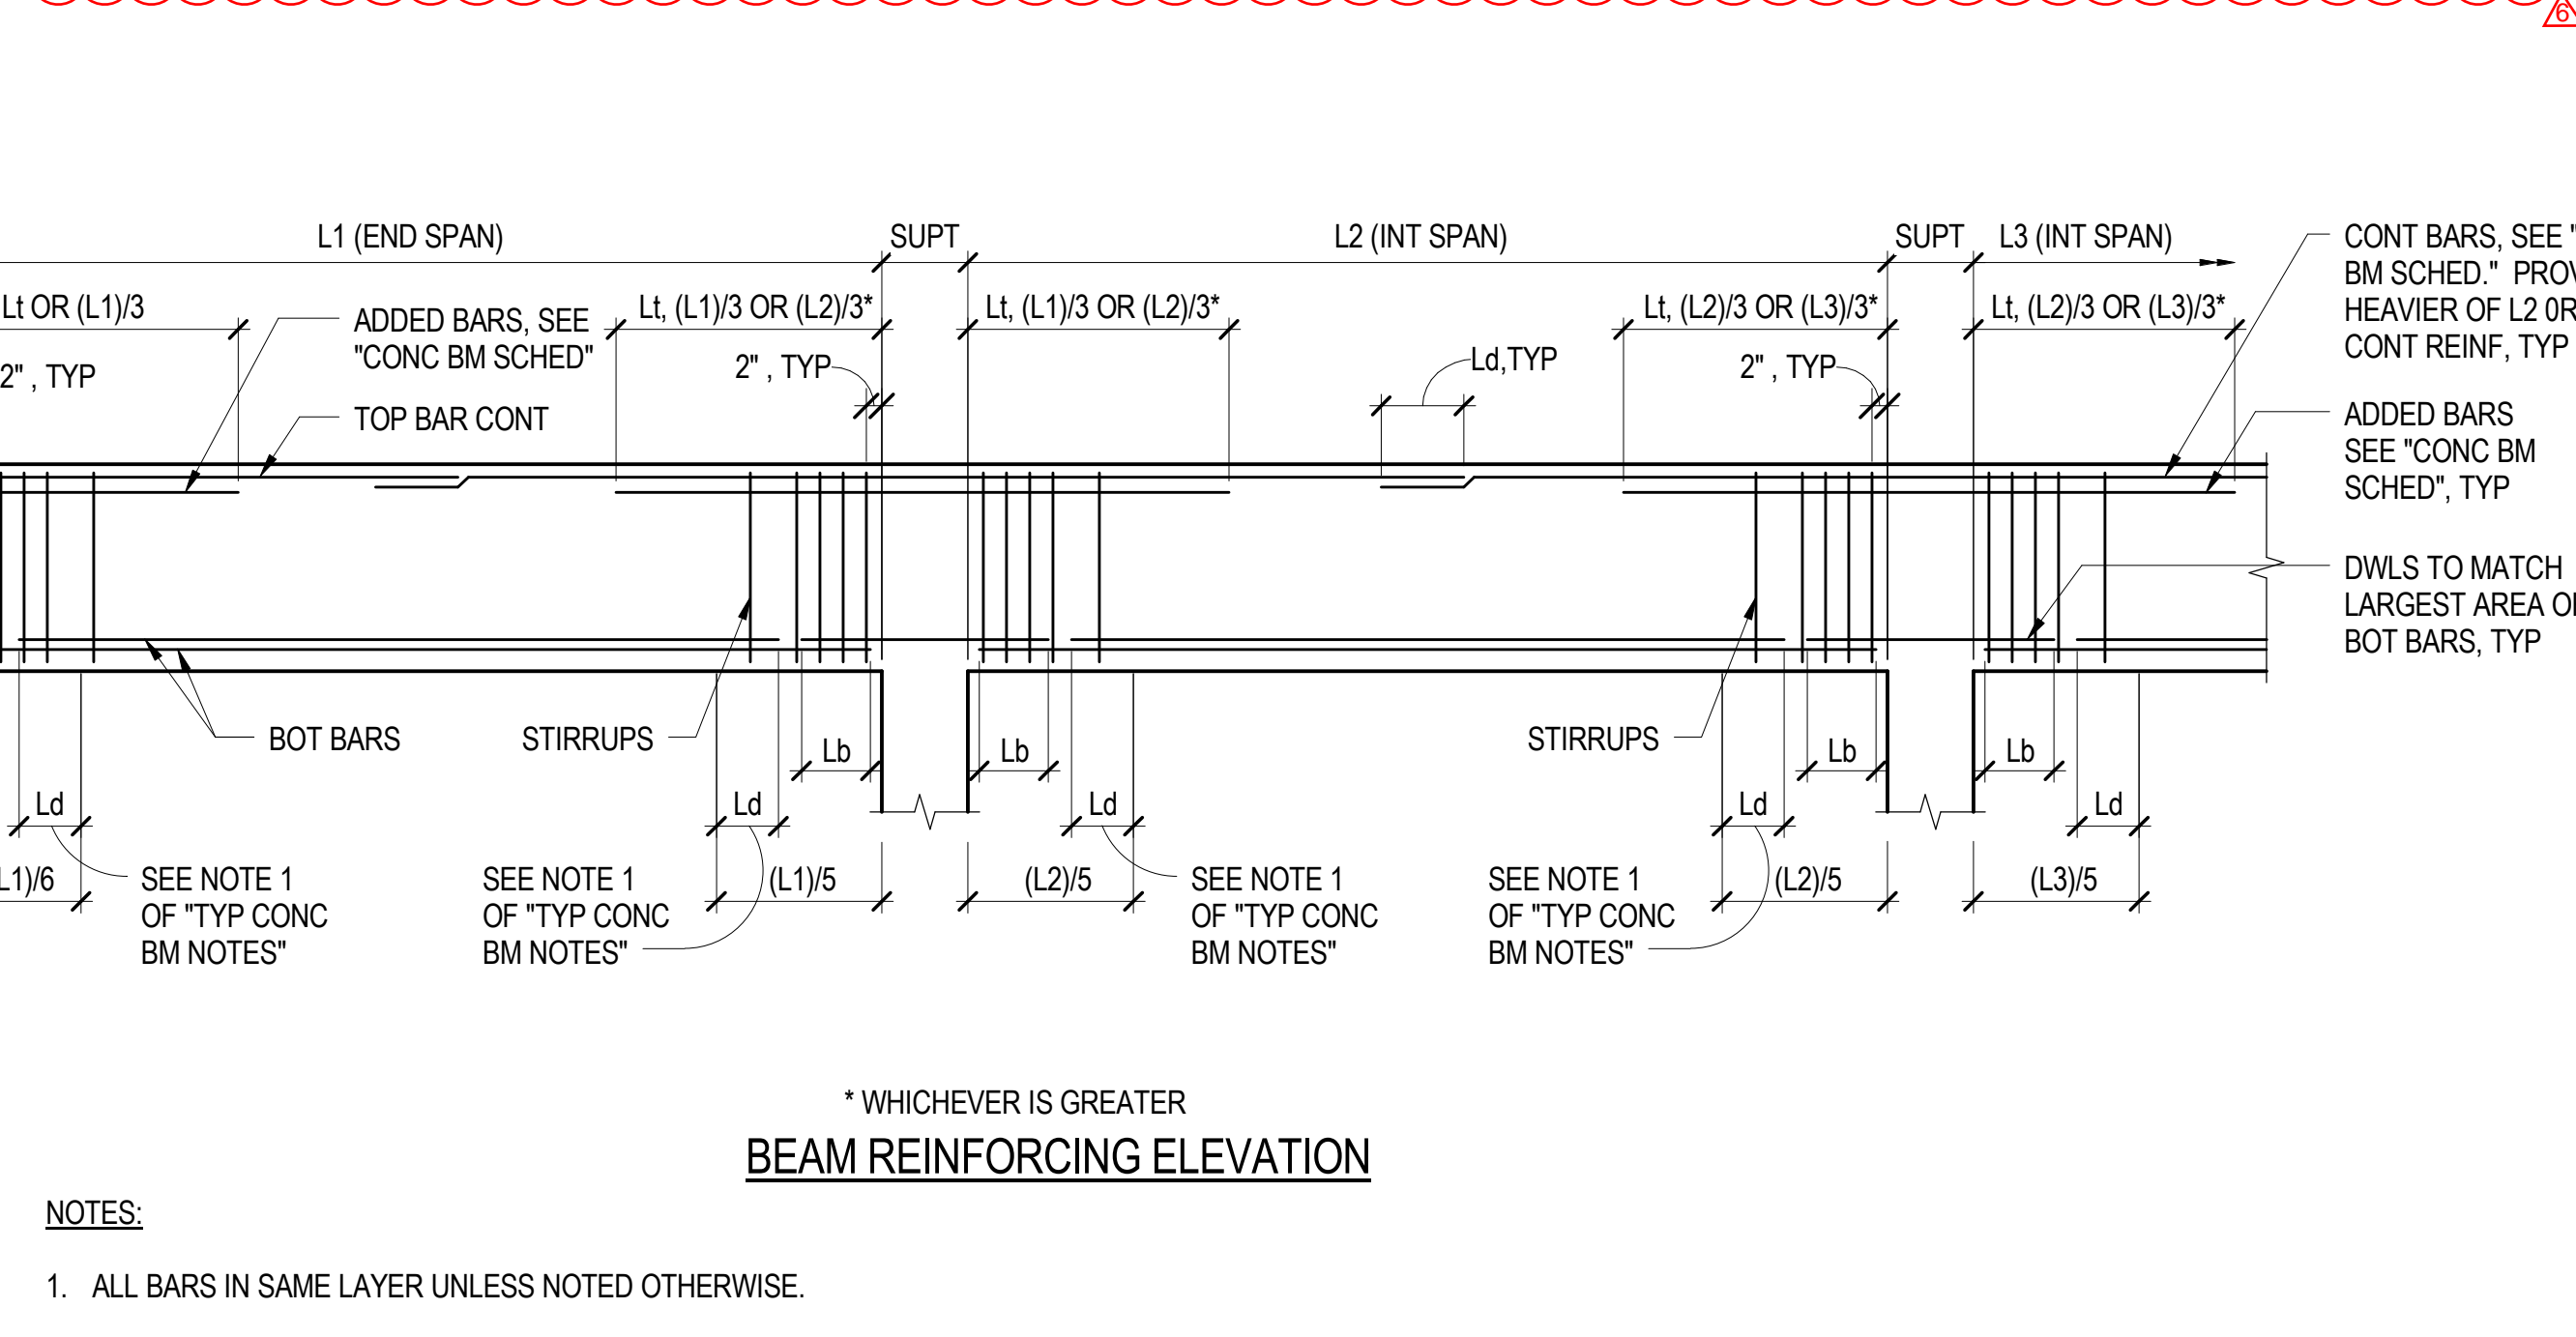 6
L1 (END SPAN)
SUPT
L2 (INT SPAN)
SUPT
L3 (INT SPAN)
Lt OR (L1)/3
ADDED BARS, SEE
"CONC BM SCHED"
Lt, (L1)/3 OR (L2)/3*
Lt, (L1)/3 OR (L2)/3*
Lt, (L2)/3 OR (L3)/3*
Lt, (L2)/3 OR (L3)/3*
CONT BARS, SEE "
BM SCHED." PROV
HEAVIER OF L2 0R
CONT REINF, TYP
2" , TYP
2" , TYP
Ld,TYP
2" , TYP
TOP BAR CONT
ADDED BARS
SEE "CONC BM
SCHED", TYP
DWLS TO MATCH
LARGEST AREA
BOT BARS, TYP
BOT BARS
STIRRUPS
Lb
Lb
STIRRUPS
Lb
Lb
Ld
Ld
Ld
Ld
Ld
L1)/6
(L1)/5
(L2)/5
(L2)/5
(L3)/5
SEE NOTE 1
OF "TYP CONC
BM NOTES"
SEE NOTE 1
OF "TYP CONC
BM NOTES"
SEE NOTE 1
OF "TYP CONC
BM NOTES"
SEE NOTE 1
OF "TYP CONC
BM NOTES"
* WHICHEVER IS GREATER
BEAM REINFORCING ELEVATION
NOTES:
1. ALL BARS IN SAME LAYER UNLESS NOTED OTHERWISE.